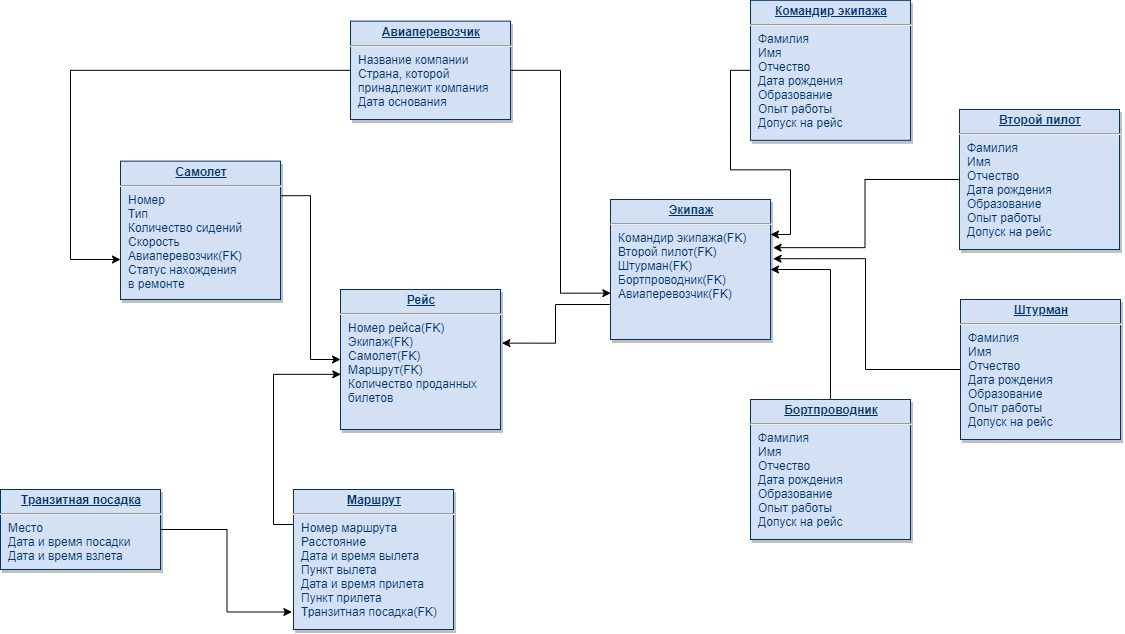 Авиаперевозчик
Название компании
Страна, которой
принадлежит компания
Дата основания
Командир экипажа
Фамилия
Имя
Отчество
Дата рождения
Образование
Опыт работы
Допуск на рейс
Второй пилот
Фамилия
Имя
Отчество
Дата рождения
Образование
Опыт работы
Допуск на рейс
Самолет
Номер
Тип
Количество сидений
Скорость
Авиаперевозчик(FK)
Статус нахождения
в ремонте
Экипаж
Командир экипажа(FK)
Второй пилот(FK)
Штурман(FK)
Бортпроводник(FK)
Авиаперевозчик(FK)
Рейс
Номер рейса(FK)
Экипаж(FK)
Самолет(FK)
Маршрут(FK)
Количество проданных
билетов
Штурман
Фамилия
Имя
Отчество
Дата рождения
Образование
Опыт работы
Допуск на рейс
Бортпроводник
Фамилия
Имя
Отчество
Дата рождения
Образование
Опыт работы
Допуск на рейс
Транзитная посадка
Место
Дата и время посадки
Дата и время взлета
Маршрут
Номер маршрута
Расстояние
Дата и время вылета
Пункт вылета
Дата и время прилета
Пункт прилета
Транзитная посадка(FK)